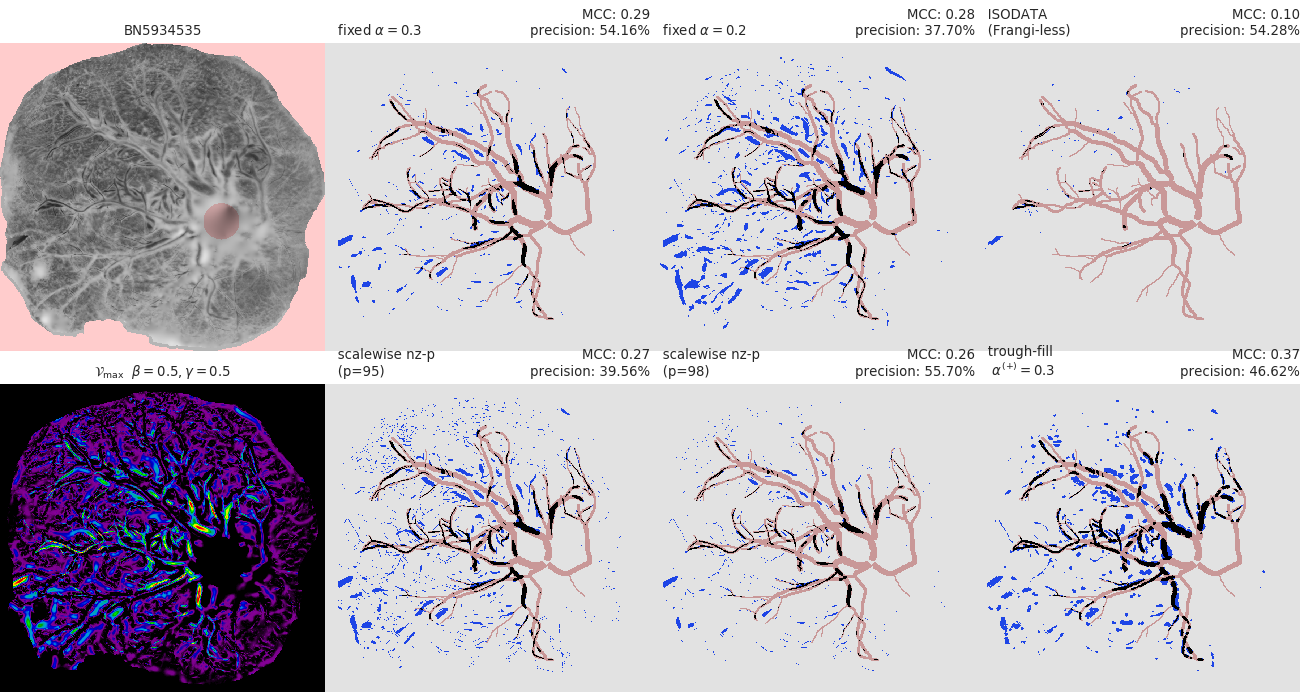 BN5934535
fixed α = 0.3
MCC: 0.29
precision: 54.16%
fixed α = 0.2
MCC: 0.28
precision: 37.70%
ISODATA
(Frangi-less)
MCC: 0.10
precision: 54.28%
𝒱max β = 0.5, γ = 0.5
scalewise nz-p
(p=95)
MCC: 0.27
precision: 39.56%
scalewise nz-p
(p=98)
MCC: 0.26
precision: 55.70%
trough-fill
α(+) = 0.3
MCC: 0.37
precision: 46.62%